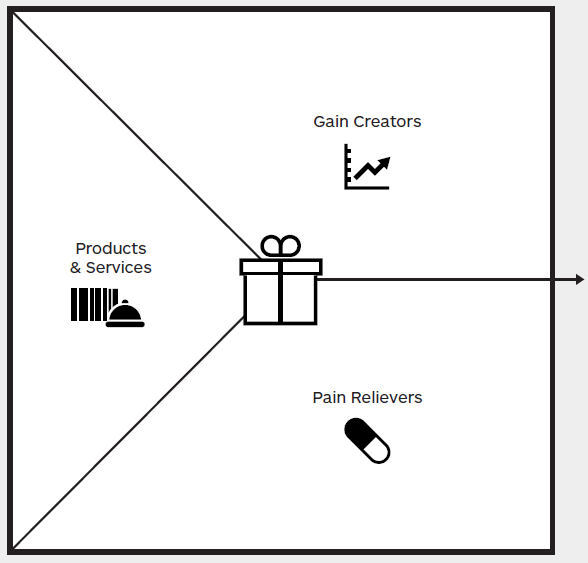 Gain Creators
Products
& Services
Pain Relievers